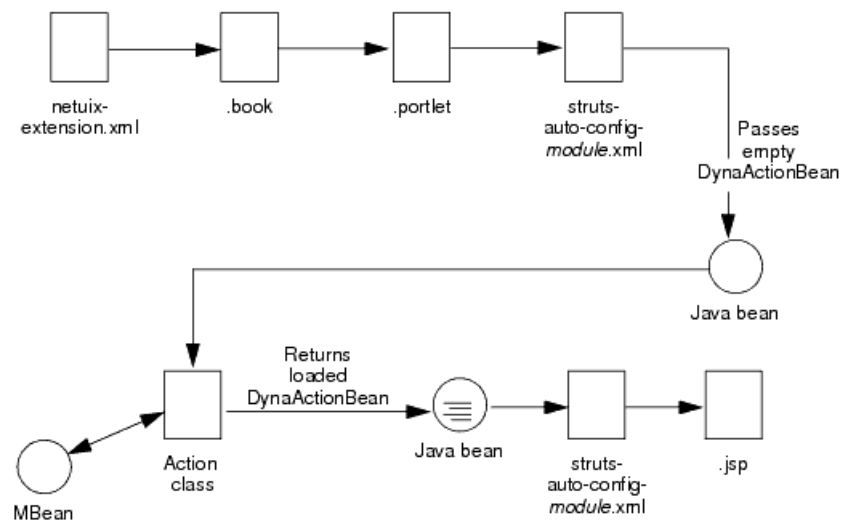 netuix-
extension.xml
.book
.portlet
struts-
auto-config-
module.xml
Passes
empty
DynaActionBean
Java bean
Returns
loaded
DynaActionBean
MBean
Action
class
Java bean
struts-
auto-config-
module.xml
.jsp